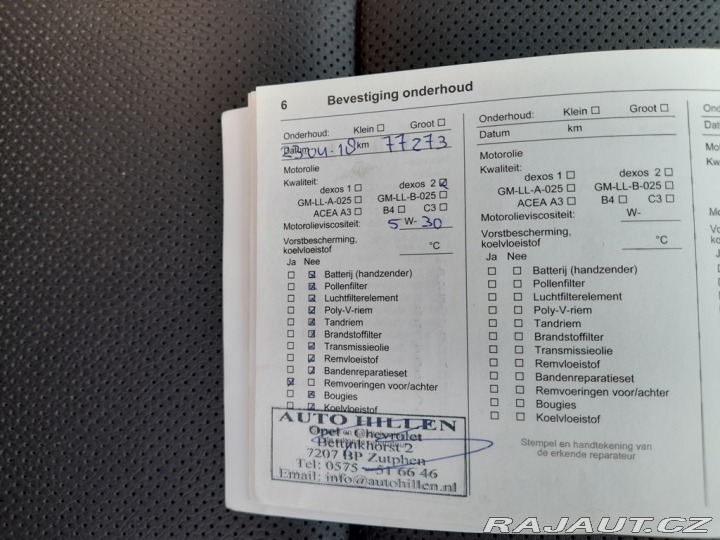 6 Bevestiging onderhoud
Onderhoud: Klein ☐ Groot ☐
Datum 23-04-18 km 77273
Motorolie
Kwaliteit:
dexos 1 ☐ dexos 2 ☒
GM-LL-A-025 ☐ GM-LL-B-025 ☐
ACEA A3 ☐ B4 ☐ C3 ☐
Motorolieviscositeit: 5 W- 30
Vorstbescherming,
koelvloeistof °C
Ja Nee
☐ ☒ Batterij (handzender)
☐ ☒ Pollenfilter
☐ ☒ Luchtfilterelement
☐ ☒ Poly-V-riem
☐ ☒ Tandriem
☐ ☒ Brandstoffilter
☐ ☒ Transmissieolie
☐ ☒ Remvloeistof
☐ ☒ Bandenreparatieset
☒ ☐ Remvoeringen voor/achter
☐ ☒ Bougies
☐ ☒ Koelvloeistof
AUTO HILLEN
Opel - Chevrolet
Bettinkhorst 2
7207 BP Zutphen
Tel: 0575 - 51 66 46
Email: info@autohillen.nl
Onderhoud: Klein ☐ Groot ☐
Datum km
Motorolie
Kwaliteit:
dexos 1 ☐ dexos 2 ☐
GM-LL-A-025 ☐ GM-LL-B-025 ☐
ACEA A3 ☐ B4 ☐ C3 ☐
Motorolieviscositeit: W-
Vorstbescherming,
koelvloeistof °C
Ja Nee
☐ ☐ Batterij (handzender)
☐ ☐ Pollenfilter
☐ ☐ Luchtfilterelement
☐ ☐ Poly-V-riem
☐ ☐ Tandriem
☐ ☐ Brandstoffilter
☐ ☐ Transmissieolie
☐ ☐ Remvloeistof
☐ ☐ Bandenreparatieset
☐ ☐ Remvoeringen voor/achter
☐ ☐ Bougies
☐ ☐ Koelvloeistof
Stempel en handtekening van
de erkende reparateur
RAJAUT.CZ